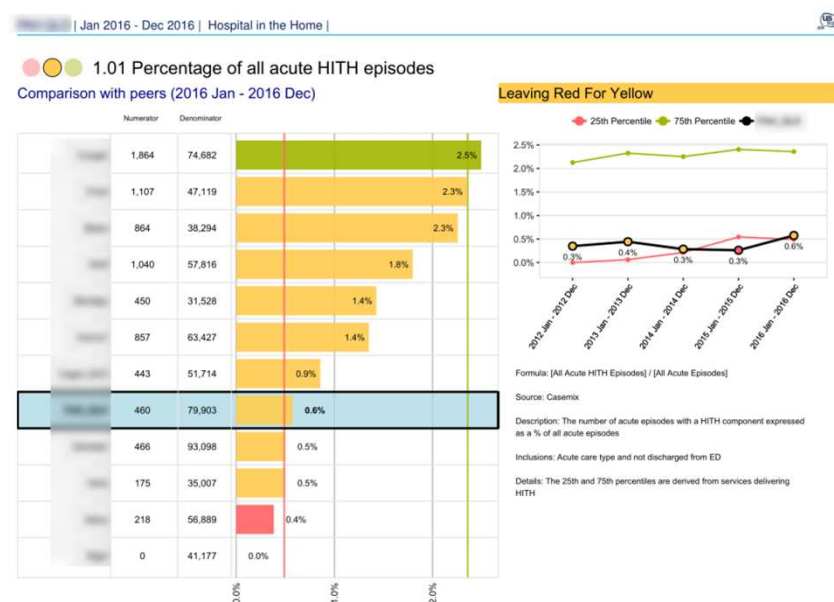 | Jan 2016 - Dec 2016 | Hospital in the Home |
1.01 Percentage of all acute HITH episodes
Comparison with peers (2016 Jan - 2016 Dec)
Numerator Denominator
1,864 74,682 2.5%
1,107 47,119 2.3%
864 38,294 2.3%
1,040 57,816 1.8%
450 31,528 1.4%
857 63,427 1.4%
443 51,714 0.9%
460 79,903 0.6%
466 93,098 0.5%
175 35,007 0.5%
218 56,889 0.4%
0 41,177 0.0%
0.0% 1.0% 2.0%
Leaving Red For Yellow
25th Percentile 75th Percentile
2.5%
2.0%
1.5%
1.0%
0.5%
0.0%
0.3% 0.4% 0.3% 0.3% 0.6%
2012 Jan - 2012 Dec
2013 Jan - 2013 Dec
2014 Jan - 2014 Dec
2015 Jan - 2015 Dec
2016 Jan - 2016 Dec
Formula: [All Acute HITH Episodes] / [All Acute Episodes]
Source: Casemix
Description: The number of acute episodes with a HITH component expressed
as a % of all acute episodes
Inclusions: Acute care type and not discharged from ED
Details: The 25th and 75th percentiles are derived from services delivering
HITH